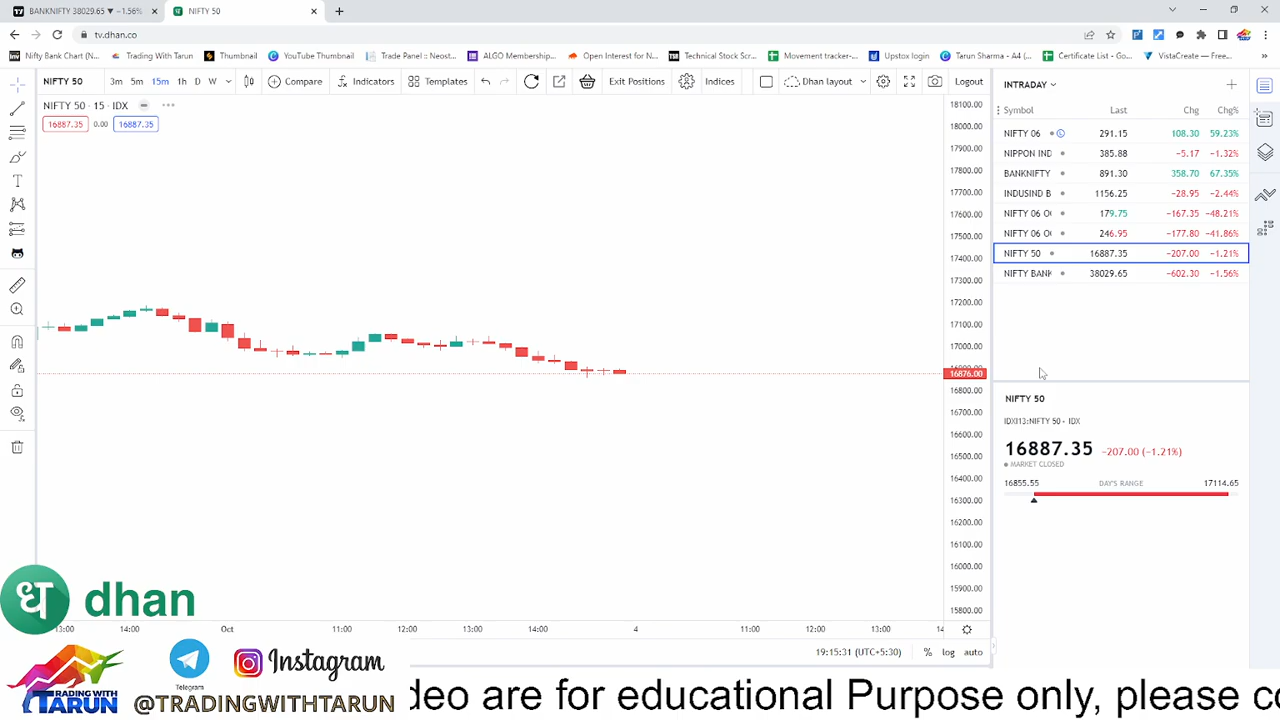 BANKNIFTY 38029.65 ▼ −1.56%
NIFTY 50
tv.dhan.co
Nifty Bank Chart (N...
Trading With Tarun
Thumbnail
YouTube Thumbnail
Trade Panel :: Nest...
ALGO Membership...
Open Interest for N...
Technical Stock Scr...
Movement tracker-...
Upstox login
Tarun Sharma - A4 (...
Certificate List - Go...
VistaCreate — Free...
NIFTY 50
3m 5m 15m 1h D W
Compare
Indicators
Templates
Exit Positions
Indices
Dhan layout
Logout
NIFTY 50 · 15 · IDX
16887.35 0.00 16887.35
18100.00
18000.00
17900.00
17800.00
17700.00
17600.00
17500.00
17400.00
17300.00
17200.00
17100.00
17000.00
16876.00
16800.00
16700.00
16600.00
16500.00
16400.00
16300.00
16200.00
16100.00
16000.00
15900.00
15800.00
INTRADAY
Symbol Last Chg Chg%
NIFTY 06 291.15 108.30 59.23%
NIPPON IND 385.88 −5.17 −1.32%
BANKNIFTY 891.30 358.70 67.35%
INDUSIND B 1156.25 −28.95 −2.44%
NIFTY 06 O 179.75 −167.35 −48.21%
NIFTY 06 O 246.95 −177.80 −41.86%
NIFTY 50 16887.35 −207.00 −1.21%
NIFTY BANK 38029.65 −602.30 −1.56%
NIFTY 50
IDXI13:NIFTY 50 - IDX
16887.35 −207.00 (−1.21%)
MARKET CLOSED
16855.55 DAY'S RANGE 17114.65
ध dhan
13:00 14:00 Oct 11:00 12:00 13:00 14:00 4 11:00 12:00 13:00 14
19:15:31 (UTC+5:30) % log auto
TRADING WITH
TARUN
Telegram
Instagram
@TRADINGWITHTARUN
deo are for educational Purpose only, please c